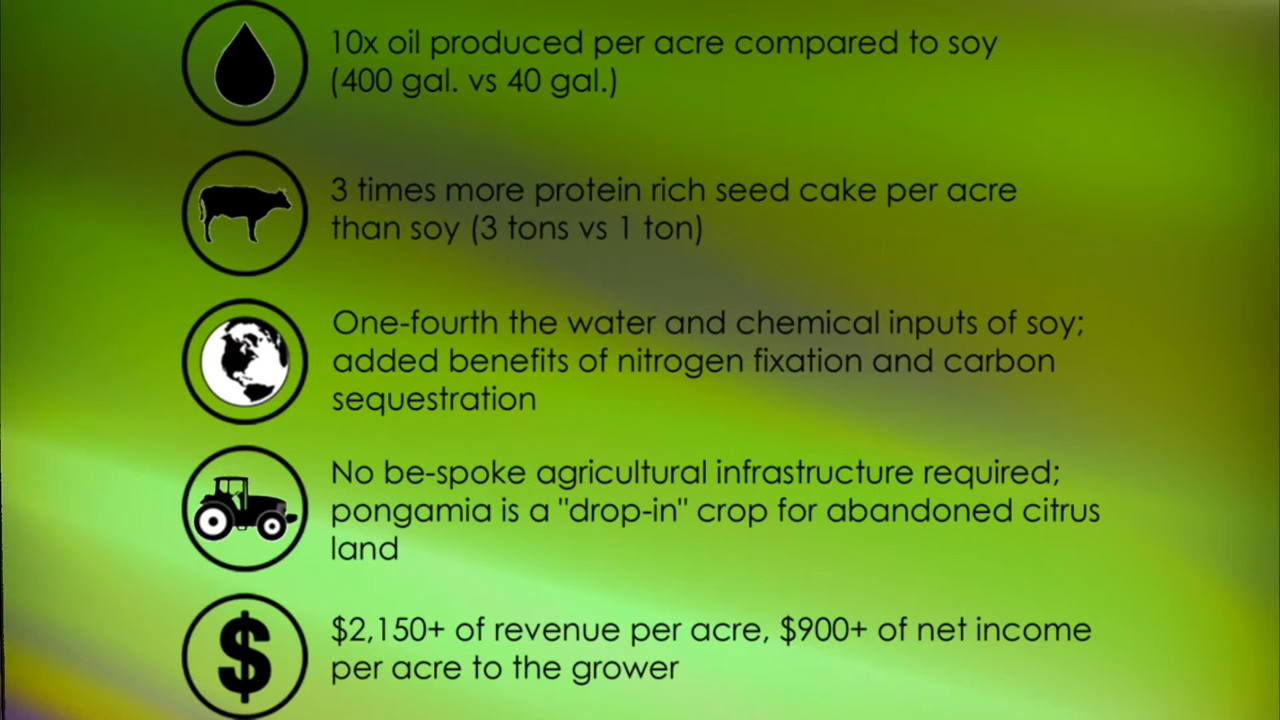 10x oil produced per acre compared to soy
(400 gal. vs 40 gal.)
3 times more protein rich seed cake per acre
than soy (3 tons vs 1 ton)
One-fourth the water and chemical inputs of soy;
added benefits of nitrogen fixation and carbon
sequestration
No be-spoke agricultural infrastructure required;
pongamia is a "drop-in" crop for abandoned citrus
land
$
$2,150+ of revenue per acre, $900+ of net income
per acre to the grower